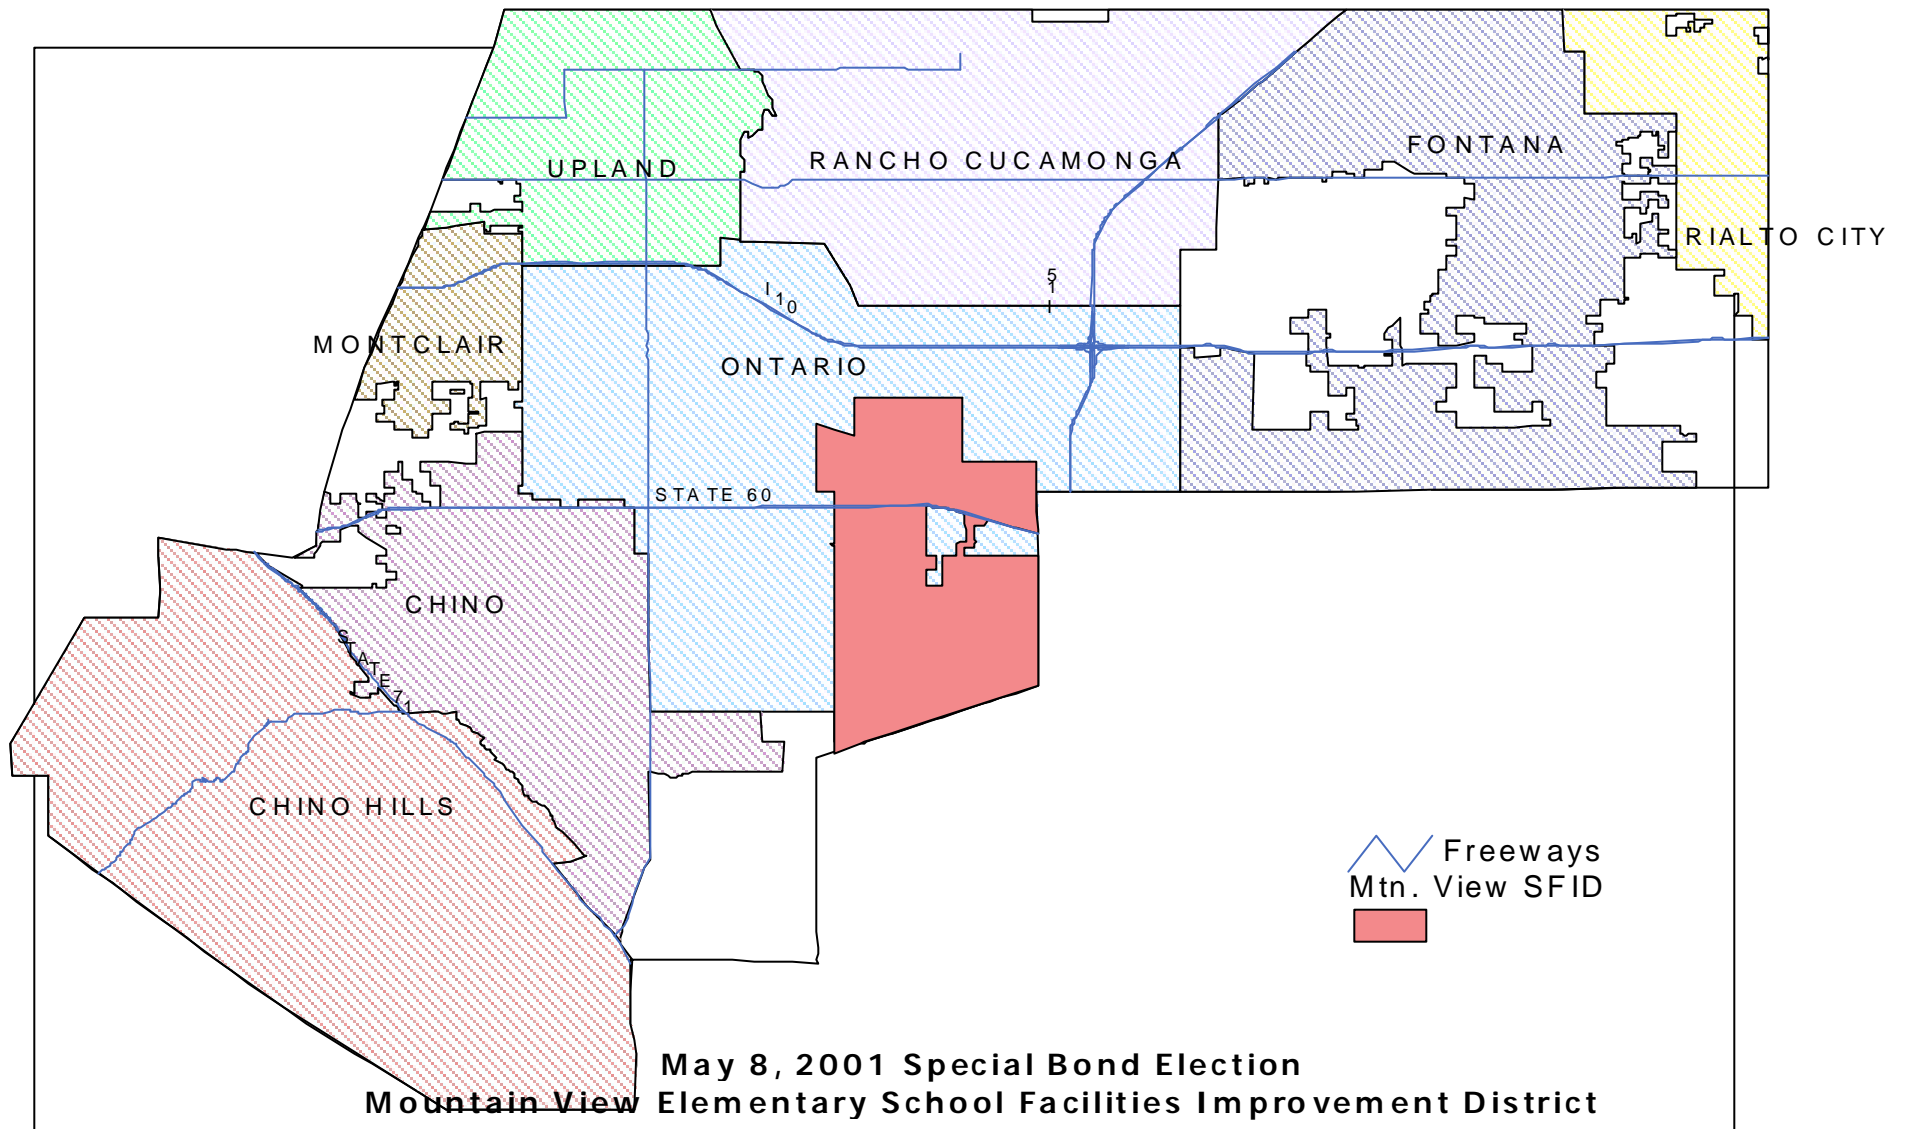 FONTANA
RANCHO CUCAMONGA
UPLAND
RIALTO CITY
I 10
I 5
MONTCLAIR
ONTARIO
STATE 60
CHINO
STATE 71
CHINO HILLS
Freeways
Mtn. View SFID
May 8, 2001 Special Bond Election
Mountain View Elementary School Facilities Improvement District